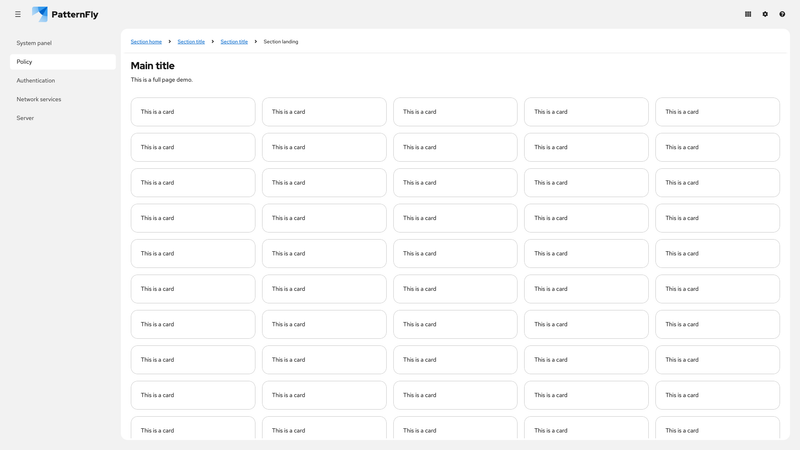 PatternFly
System panel
Policy
Authentication
Network services
Server
Section home Section title Section title Section landing
Main title
This is a full page demo.
This is a card This is a card This is a card This is a card This is a card
This is a card This is a card This is a card This is a card This is a card
This is a card This is a card This is a card This is a card This is a card
This is a card This is a card This is a card This is a card This is a card
This is a card This is a card This is a card This is a card This is a card
This is a card This is a card This is a card This is a card This is a card
This is a card This is a card This is a card This is a card This is a card
This is a card This is a card This is a card This is a card This is a card
This is a card This is a card This is a card This is a card This is a card
This is a card This is a card This is a card This is a card This is a card